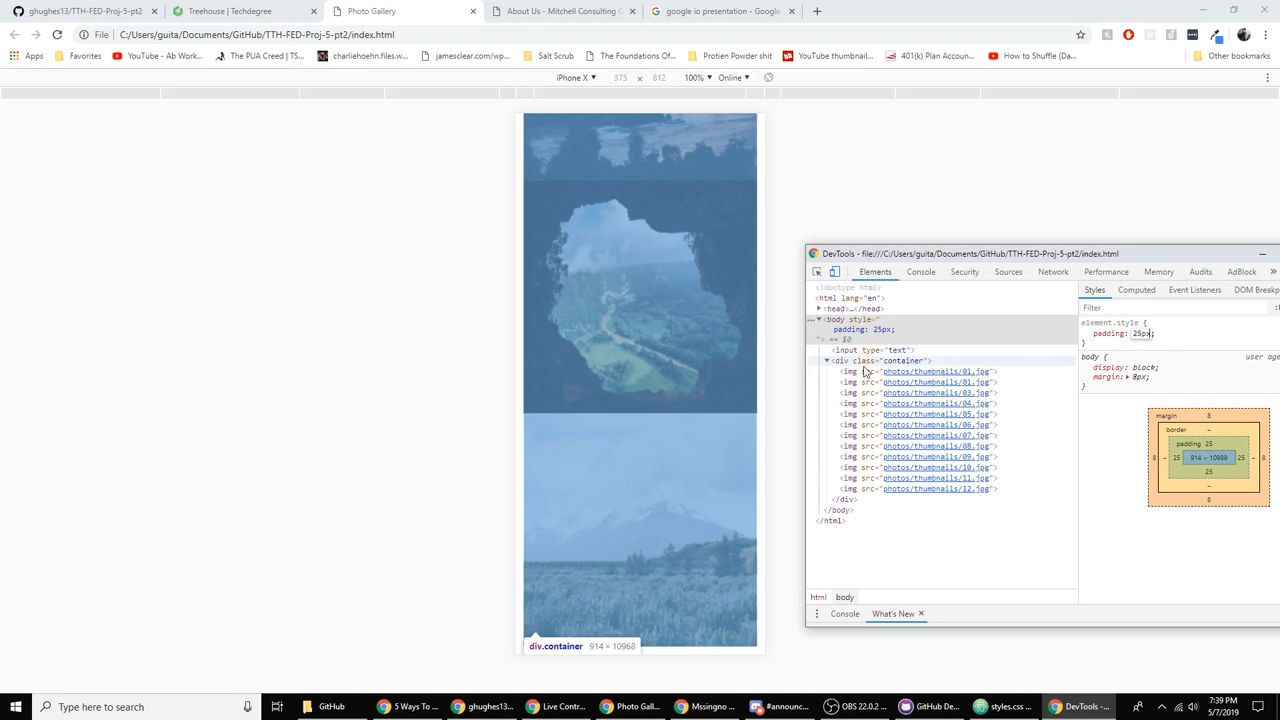 ghughes13/TTH-FED-Proj-5-pt2 × Treehouse | Techdegree × Photo Gallery × About Us - Mitchell Consulting G × google io presentation - Google × +
File C:/Users/guita/Documents/GitHub/TTH-FED-Proj-5-pt2/index.html
Apps Favorites YouTube - Ab Work... The PUA Creed | TS... charliehoehn.files.w... jamesclear.com/wp... Salt Scrub The Foundations Of... Protien Powder shit YouTube thumbnail... 401(k) Plan Accoun... How to Shuffle (Da... Other bookmarks
iPhone X ▼ 375 × 812 100% ▼ Online ▼
DevTools - file:///C:/Users/guita/Documents/GitHub/TTH-FED-Proj-5-pt2/index.html
Elements Console Security Sources Network Performance Memory Audits AdBlock »
<!doctype html>
<html lang="en">
▶<head>…</head>
…▼<body style="
padding: 25px;
"> == $0
<input type="text">
▼<div class="container">
<img src="photos/thumbnails/01.jpg">
<img src="photos/thumbnails/01.jpg">
<img src="photos/thumbnails/03.jpg">
<img src="photos/thumbnails/04.jpg">
<img src="photos/thumbnails/05.jpg">
<img src="photos/thumbnails/06.jpg">
<img src="photos/thumbnails/07.jpg">
<img src="photos/thumbnails/08.jpg">
<img src="photos/thumbnails/09.jpg">
<img src="photos/thumbnails/10.jpg">
<img src="photos/thumbnails/11.jpg">
<img src="photos/thumbnails/12.jpg">
</div>
</body>
</html>
html body
Styles Computed Event Listeners DOM Breakp
Filter
element.style {
padding: 25px;
}
body { user age
display: block;
margin:▶ 8px;
}
margin 8
border –
padding 25
8 – 25 914 × 10989 25 – 8
25
–
8
Console What's New ×
div.container 914 × 10968
Type here to search GitHub 5 Ways To ... ghughes13... Live Contr... Photo Gall... Mssingno ... #announc... OBS 22.0.2 ... GitHub De... styles.css ... DevTools -... 7:39 PM
5/7/2019